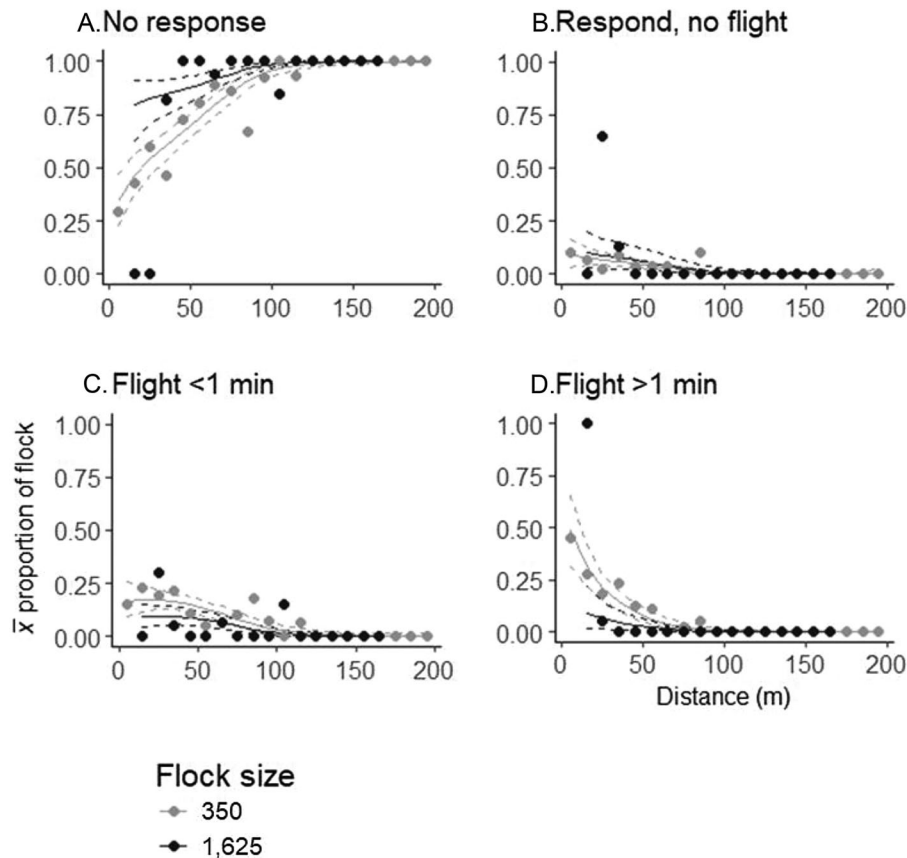 A. No response
B. Respond, no flight
1.00
0.75
0.50
0.25
0.00
0 50 100 150 200
1.00
0.75
0.50
0.25
0.00
0 50 100 150 200
C. Flight <1 min
D. Flight >1 min
x̅ proportion of flock
1.00
0.75
0.50
0.25
0.00
0 50 100 150 200
1.00
0.75
0.50
0.25
0.00
0 50 100 150 200
Distance (m)
Flock size
350
1,625